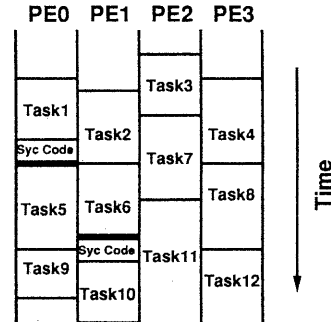 PE0 PE1 PE2 PE3
Task3
Task1
Task2
Task4
Syc Code
Task7
Task5
Task6
Task8
Time
Syc Code
Task9
Task11
Task10
Task12